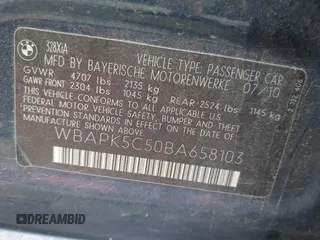 328XiA
VEHICLE TYPE: PASSENGER CAR
MFD BY BAYERISCHE MOTORENWERKE 07/10
GVWR 4707 lbs 2135 kg
GAWR FRONT 2304 lbs 1045 kg REAR 2524 lbs 1145 kg
THIS VEHICLE CONFORMS TO ALL APPLICABLE FEDERAL MOTOR VEHICLE
SAFETY, BUMPER, AND THEFT PREVENTION STANDARDS IN EFFECT
ON THE DATE OF MANUFACTURE SHOWN ABOVE.
WBAPK5C50BA658103
DREAMBID